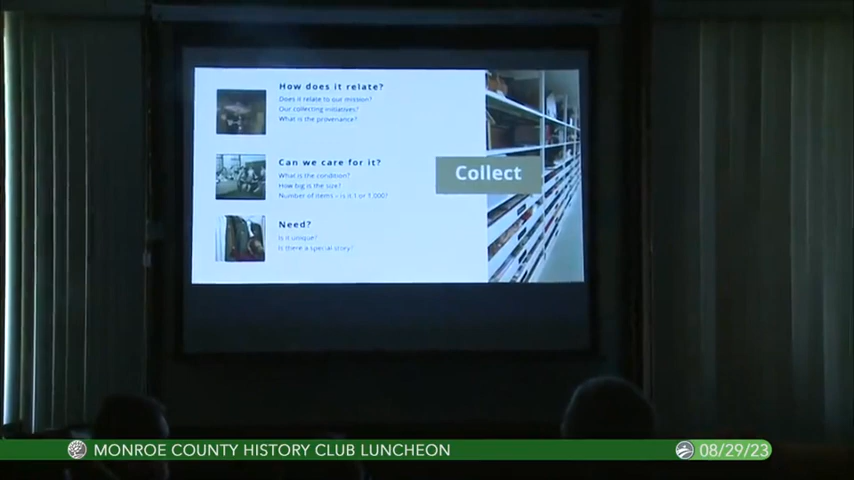 How does it relate?
Does it relate to our mission?
Our collecting initiatives?
What is the provenance?
Can we care for it?
What is the condition?
How big is the size?
Number of items - is it 1 or 1,000?
Need?
Is it unique?
Is there a special story?
Collect
MONROE COUNTY HISTORY CLUB LUNCHEON
08/29/23